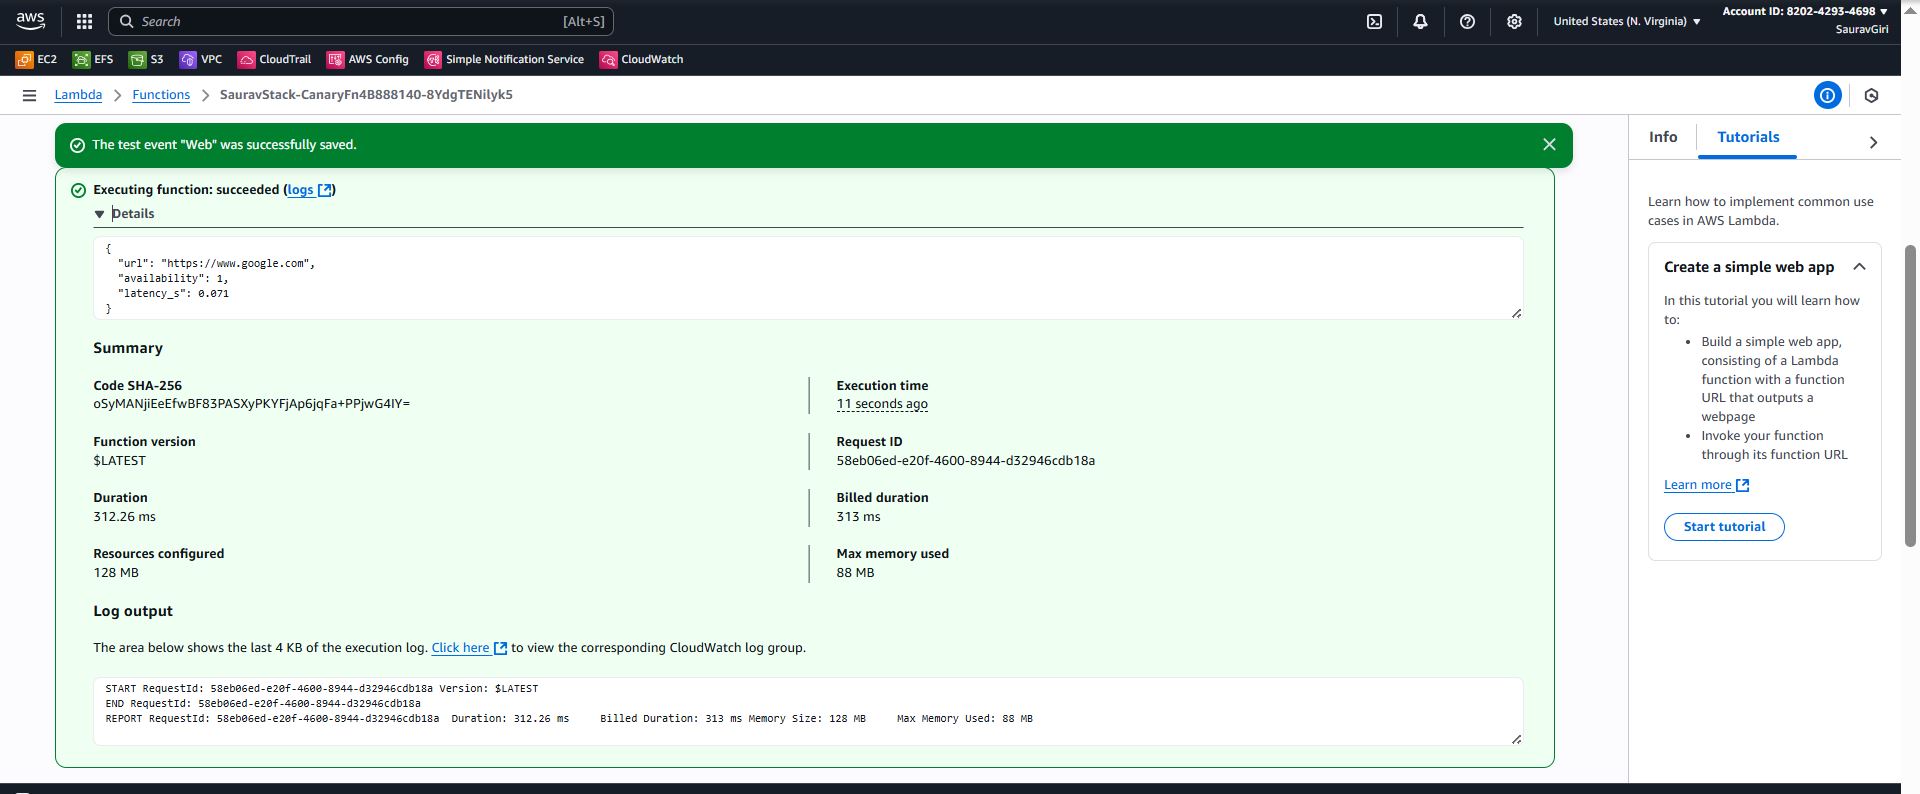 aws
Search
[Alt+S]
United States (N. Virginia)
Account ID: 8202-4293-4698
SauravGiri
EC2
EFS
S3
VPC
CloudTrail
AWS Config
Simple Notification Service
CloudWatch
Lambda
Functions
SauravStack-CanaryFn4B888140-8YdgTENilyk5
The test event "Web" was successfully saved.
Executing function: succeeded (logs)
Details
{
"url": "https://www.google.com",
"availability": 1,
"latency_s": 0.071
}
Summary
Code SHA-256
oSyMANjiEeEfwBF83PASXyPKYFjAp6jqFa+PPjwG4IY=
Execution time
11 seconds ago
Function version
$LATEST
Request ID
58eb06ed-e20f-4600-8944-d32946cdb18a
Duration
312.26 ms
Billed duration
313 ms
Resources configured
128 MB
Max memory used
88 MB
Log output
The area below shows the last 4 KB of the execution log. Click here to view the corresponding CloudWatch log group.
START RequestId: 58eb06ed-e20f-4600-8944-d32946cdb18a Version: $LATEST
END RequestId: 58eb06ed-e20f-4600-8944-d32946cdb18a
REPORT RequestId: 58eb06ed-e20f-4600-8944-d32946cdb18a Duration: 312.26 ms Billed Duration: 313 ms Memory Size: 128 MB Max Memory Used: 88 MB
Info
Tutorials
Learn how to implement common use
cases in AWS Lambda.
Create a simple web app
In this tutorial you will learn how
to:
• Build a simple web app,
consisting of a Lambda
function with a function
URL that outputs a
webpage
• Invoke your function
through its function URL
Learn more
Start tutorial